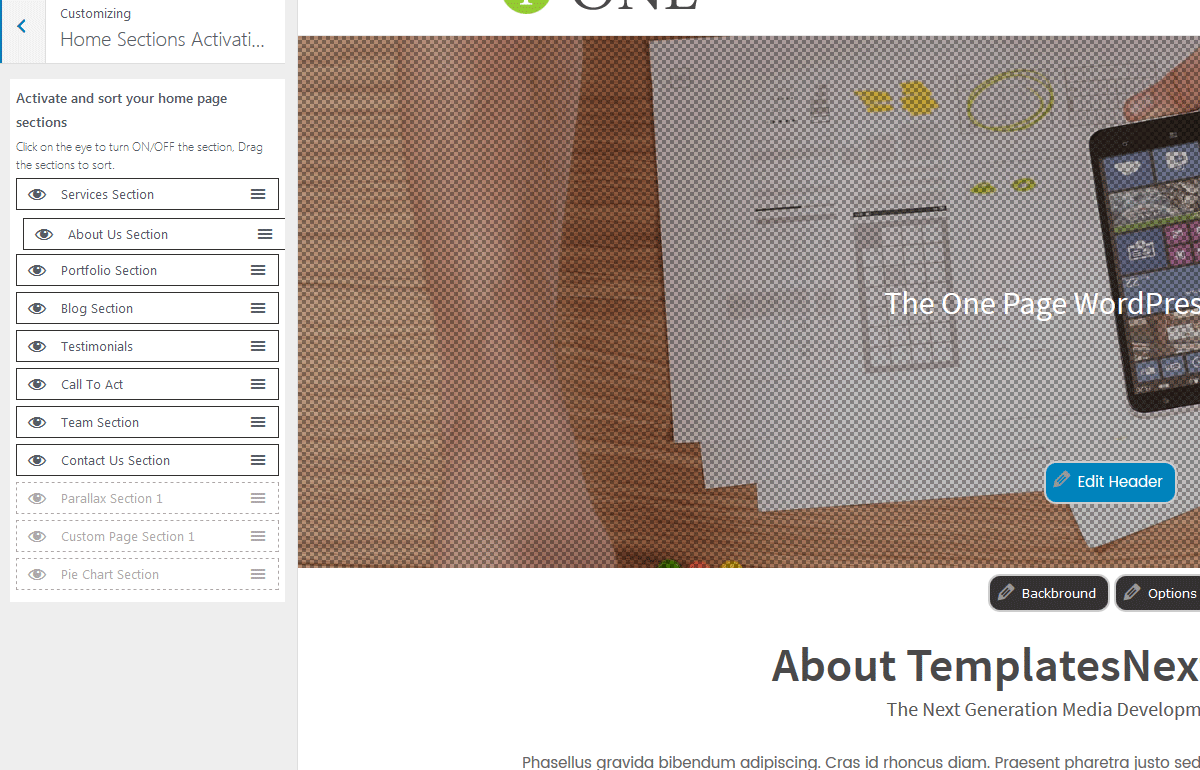 Customizing
Home Sections Activati...
Activate and sort your home page
sections
Click on the eye to turn ON/OFF the section, Drag
the sections to sort.
Services Section
About Us Section
Portfolio Section
Blog Section
Testimonials
Call To Act
Team Section
Contact Us Section
Parallax Section 1
Custom Page Section 1
Pie Chart Section
ONE
The One Page WordPres
Edit Header
Backbround
Options
About TemplatesNex
The Next Generation Media Developm
Phasellus gravida bibendum adipiscing. Cras id rhoncus diam. Praesent pharetra justo sed